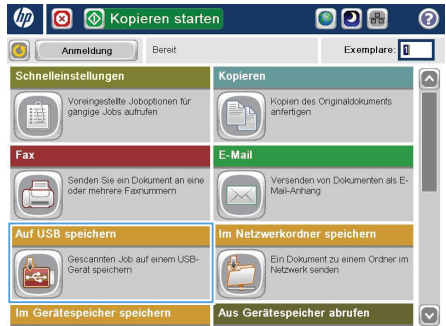 hp Kopieren starten ?
Anmeldung Bereit Exemplare: 1
Schnelleinstellungen
Voreingestellte Joboptionen für
gängige Jobs aufrufen
Kopieren
Kopien des Originaldokuments
anfertigen
Fax
Senden Sie ein Dokument an eine
oder mehrere Faxnummern
E-Mail
Versenden von Dokumenten als E-
Mail-Anhang
Auf USB speichern
Gescannten Job auf einem USB-
Gerät speichern
Im Netzwerkordner speichern
Ein Dokument zu einem Ordner im
Netzwerk senden
Im Gerätespeicher speichern
Aus Gerätespeicher abrufen